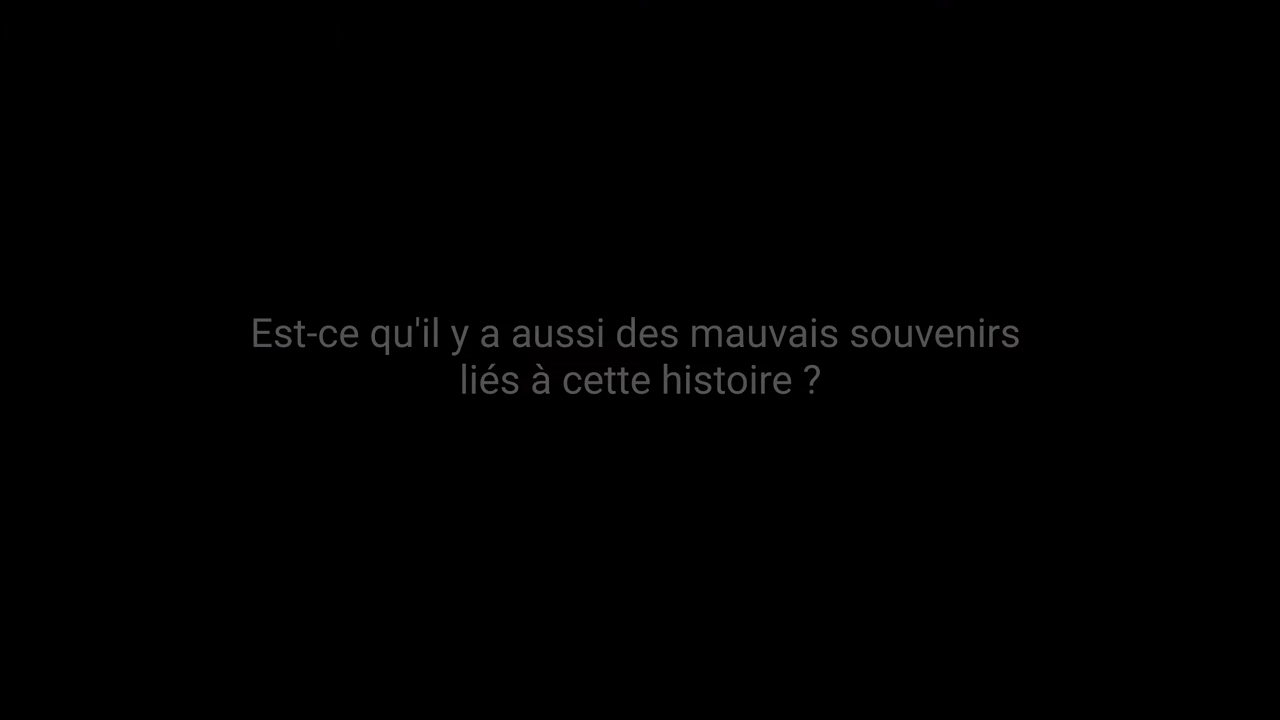 Est-ce qu'il y a aussi des mauvais souvenirs
liés à cette histoire ?